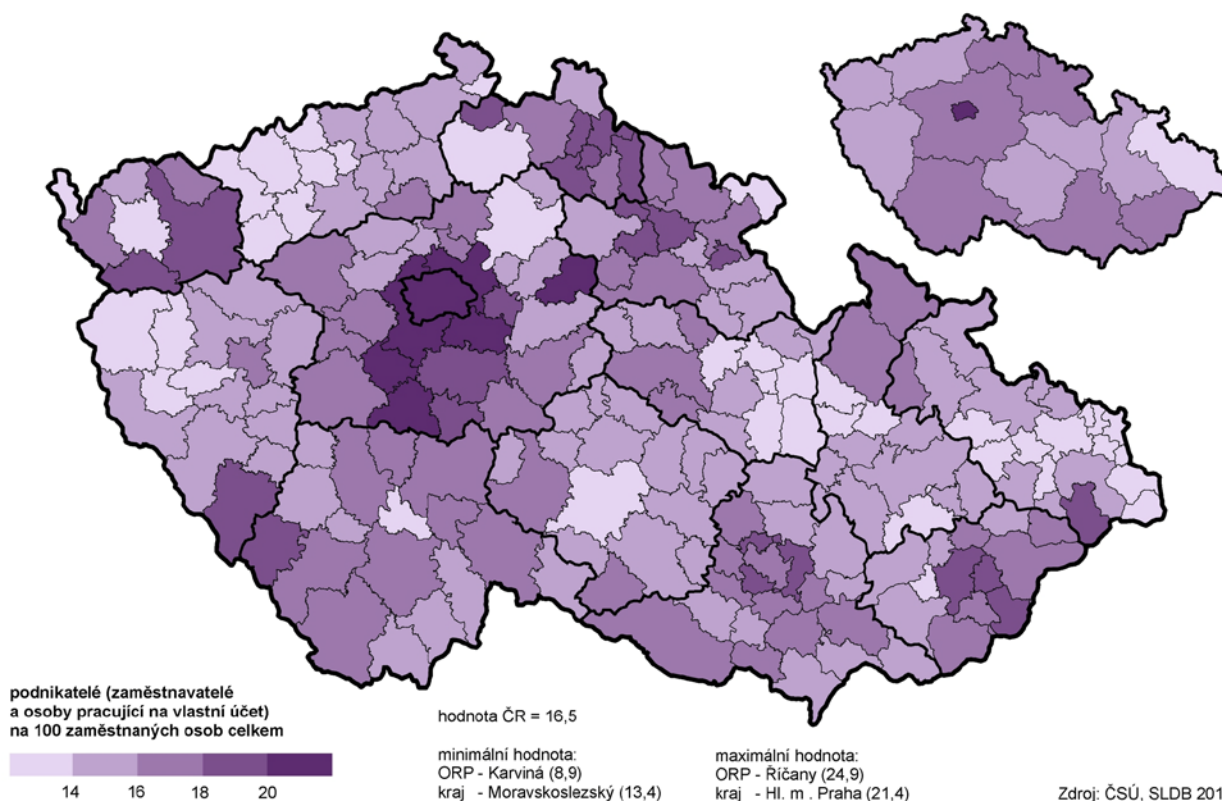 podnikatelé (zaměstnavatelé
a osoby pracující na vlastní účet)
na 100 zaměstnaných osob celkem
14 16 18 20
hodnota ČR = 16,5
minimální hodnota:
ORP - Karviná (8,9)
kraj - Moravskoslezský (13,4)
maximální hodnota:
ORP - Říčany (24,9)
kraj - Hl. m . Praha (21,4)
Zdroj: ČSÚ, SLDB 201